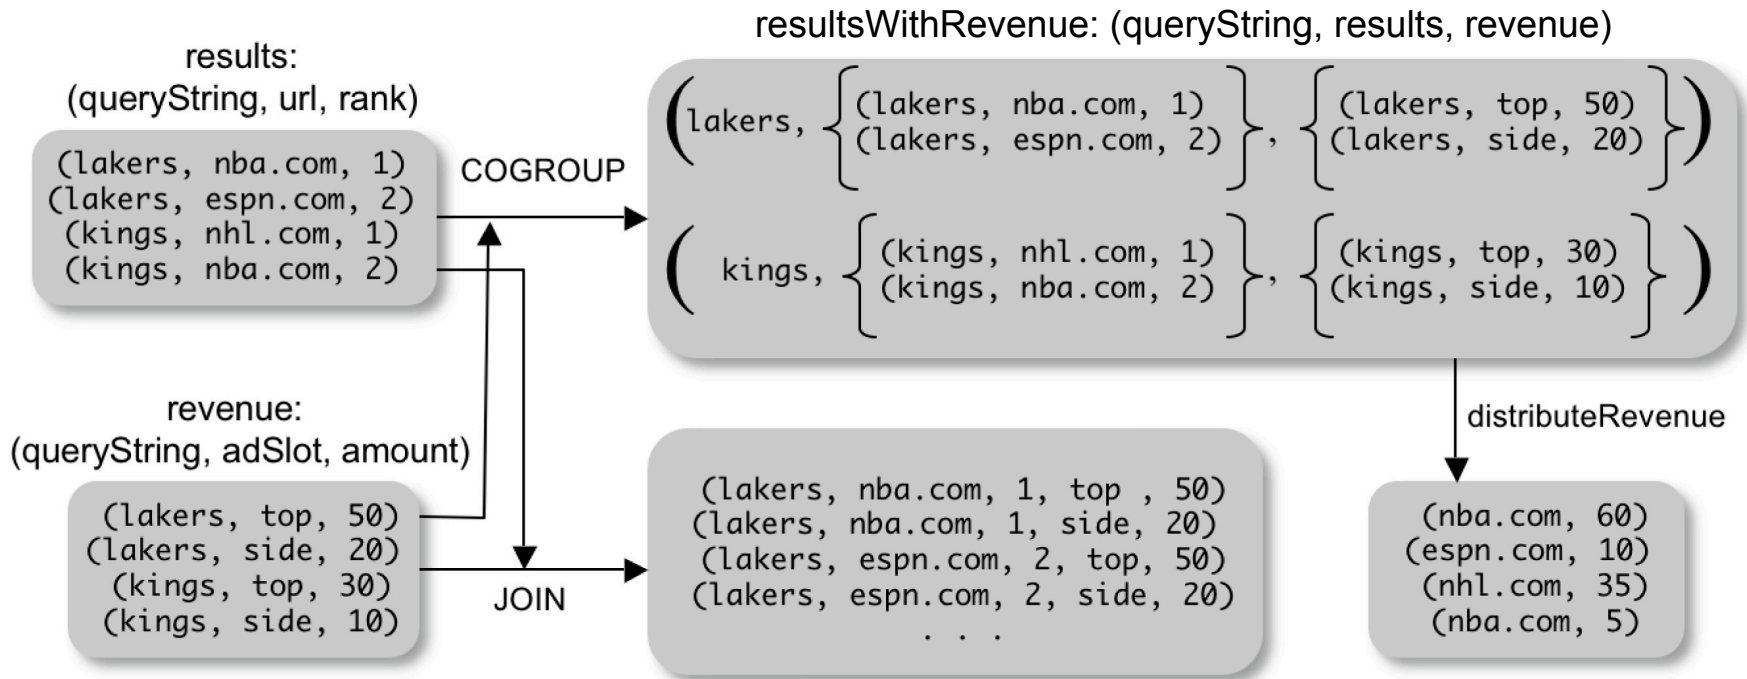 resultsWithRevenue: (queryString, results, revenue)
results:
(queryString, url, rank)
(lakers, nba.com, 1)
(lakers, espn.com, 2)
(kings, nhl.com, 1)
(kings, nba.com, 2)
COGROUP
(lakers, {(lakers, nba.com, 1)
(lakers, espn.com, 2)}, {(lakers, top, 50)
(lakers, side, 20)})
(kings, {(kings, nhl.com, 1)
(kings, nba.com, 2)}, {(kings, top, 30)
(kings, side, 10)})
revenue:
(queryString, adSlot, amount)
(lakers, top, 50)
(lakers, side, 20)
(kings, top, 30)
(kings, side, 10)
JOIN
(lakers, nba.com, 1, top , 50)
(lakers, nba.com, 1, side, 20)
(lakers, espn.com, 2, top, 50)
(lakers, espn.com, 2, side, 20)
. . .
distributeRevenue
(nba.com, 60)
(espn.com, 10)
(nhl.com, 35)
(nba.com, 5)